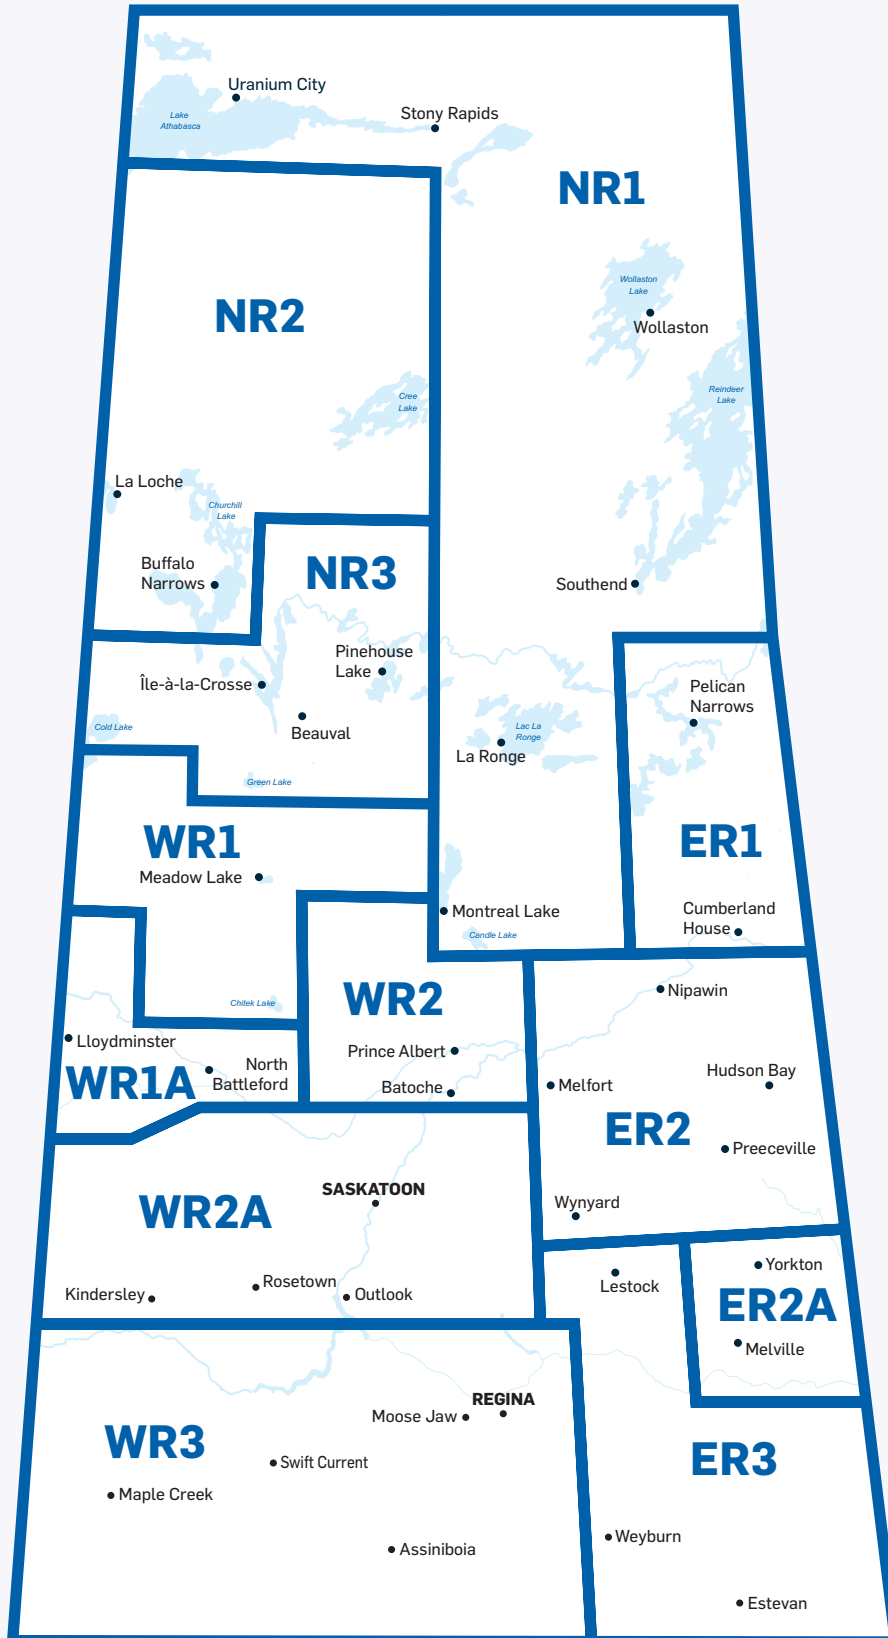 Uranium City
Lake
Athabasca
Stony Rapids
NR1
NR2
Wollaston
Lake
Wollaston
Reindeer
Lake
Cree
Lake
La Loche
Churchill
Lake
Buffalo
Narrows
NR3
Southend
Pinehouse
Lake
Île-à-la-Crosse
Pelican
Narrows
Beauval
Cold Lake
Lac La
Ronge
La Ronge
Green Lake
WR1
ER1
Meadow Lake
Montreal Lake
Cumberland
House
Candle Lake
WR2
Nipawin
Chitek Lake
Lloydminster
Prince Albert
North
Battleford
WR1A
Batoche
Melfort
Hudson Bay
ER2
Preeceville
SASKATOON
WR2A
Wynyard
Yorkton
Lestock
Kindersley
Rosetown
Outlook
ER2A
Melville
REGINA
Moose Jaw
WR3
ER3
Swift Current
Maple Creek
Weyburn
Assiniboia
Estevan